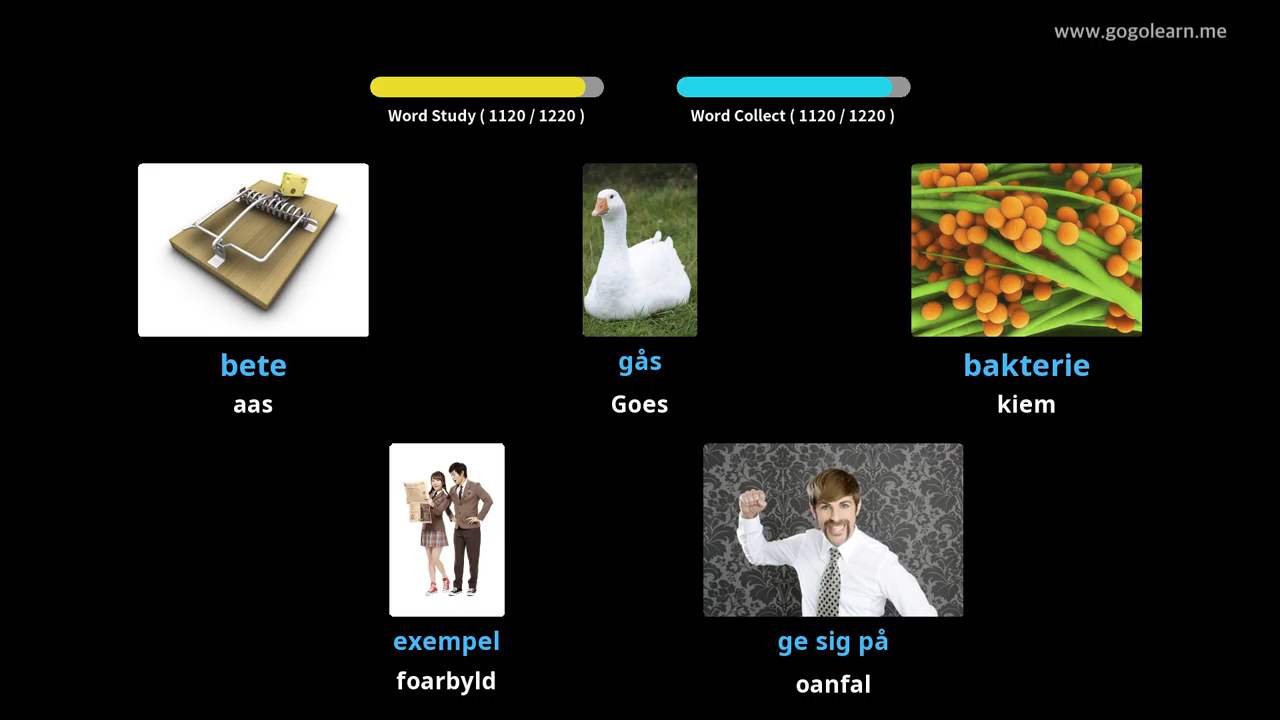 www.gogolearn.me
Word Study ( 1120 / 1220 )
Word Collect ( 1120 / 1220 )
bete
aas
gås
Goes
bakterie
kiem
exempel
foarbyld
ge sig på
oanfal